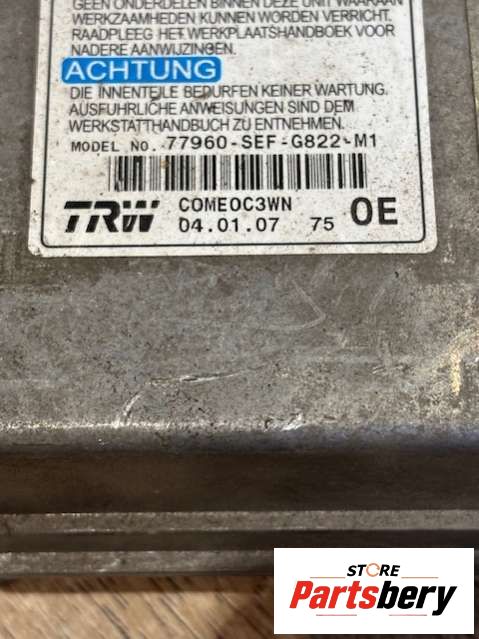 GEEN ONDERDELEN BINNEN DEZE UNIT WAARAAN
WERKZAAMHEDEN KUNNEN WORDEN VERRICHT.
RAADPLEEG HET WERKPLAATSHANDBOEK VOOR
NADERE AANWIJZINGEN.
ACHTUNG
DIE INNENTEILE BEDURFEN KEINER WARTUNG.
AUSFUHRLICHE ANWEISUNGEN SIND DEM
WERKSTATTHANDBUCH ZU ENTNEHMEN.
MODEL NO. 77960-SEF-G822-M1
TRW COMEOC3WN
04.01.07 75 OE
STORE
Partsbery